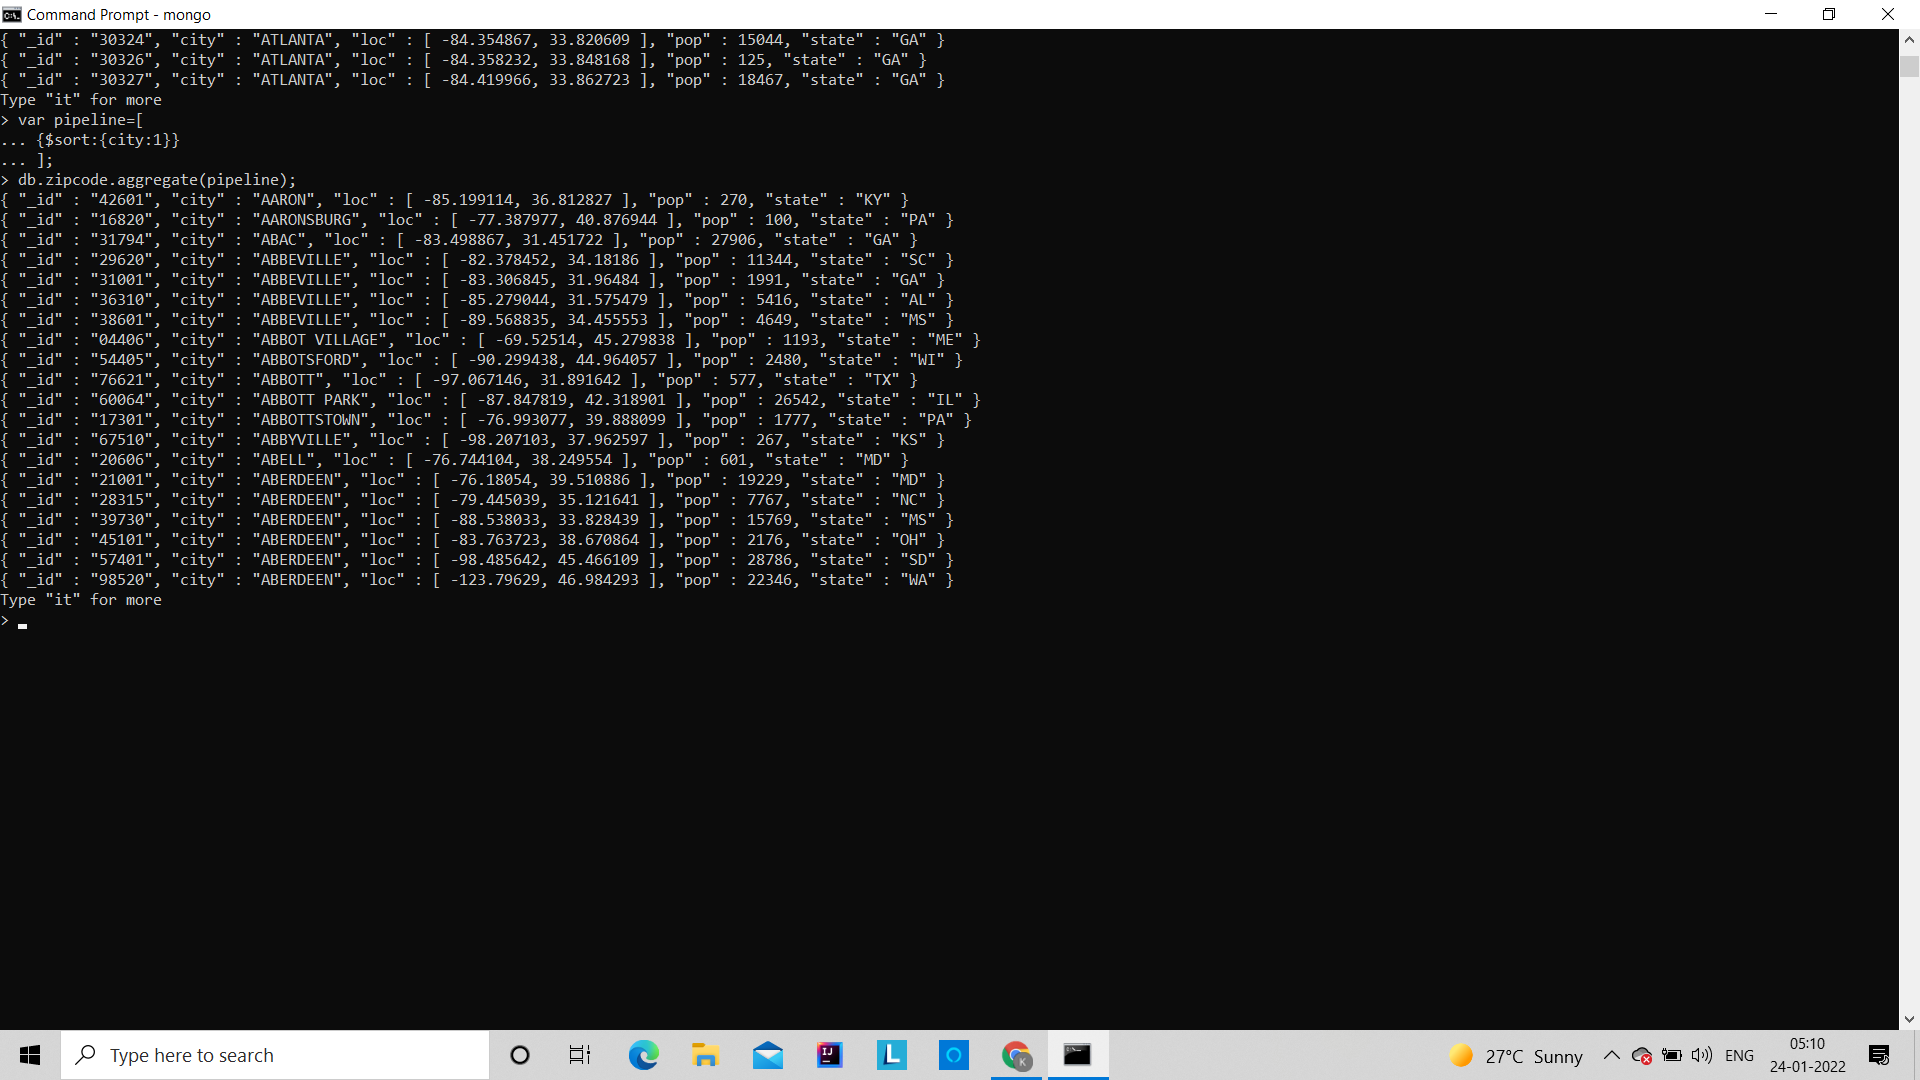 Command Prompt - mongo
{ "_id" : "30324", "city" : "ATLANTA", "loc" : [ -84.354867, 33.820609 ], "pop" : 15044, "state" : "GA" }
{ "_id" : "30326", "city" : "ATLANTA", "loc" : [ -84.358232, 33.848168 ], "pop" : 125, "state" : "GA" }
{ "_id" : "30327", "city" : "ATLANTA", "loc" : [ -84.419966, 33.862723 ], "pop" : 18467, "state" : "GA" }
Type "it" for more
> var pipeline=[
... {$sort:{city:1}}
... ];
> db.zipcode.aggregate(pipeline);
{ "_id" : "42601", "city" : "AARON", "loc" : [ -85.199114, 36.812827 ], "pop" : 270, "state" : "KY" }
{ "_id" : "16820", "city" : "AARONSBURG", "loc" : [ -77.387977, 40.876944 ], "pop" : 100, "state" : "PA" }
{ "_id" : "31794", "city" : "ABAC", "loc" : [ -83.498867, 31.451722 ], "pop" : 27906, "state" : "GA" }
{ "_id" : "29620", "city" : "ABBEVILLE", "loc" : [ -82.378452, 34.18186 ], "pop" : 11344, "state" : "SC" }
{ "_id" : "31001", "city" : "ABBEVILLE", "loc" : [ -83.306845, 31.96484 ], "pop" : 1991, "state" : "GA" }
{ "_id" : "36310", "city" : "ABBEVILLE", "loc" : [ -85.279044, 31.575479 ], "pop" : 5416, "state" : "AL" }
{ "_id" : "38601", "city" : "ABBEVILLE", "loc" : [ -89.568835, 34.455553 ], "pop" : 4649, "state" : "MS" }
{ "_id" : "04406", "city" : "ABBOT VILLAGE", "loc" : [ -69.52514, 45.279838 ], "pop" : 1193, "state" : "ME" }
{ "_id" : "54405", "city" : "ABBOTSFORD", "loc" : [ -90.299438, 44.964057 ], "pop" : 2480, "state" : "WI" }
{ "_id" : "76621", "city" : "ABBOTT", "loc" : [ -97.067146, 31.891642 ], "pop" : 577, "state" : "TX" }
{ "_id" : "60064", "city" : "ABBOTT PARK", "loc" : [ -87.847819, 42.318901 ], "pop" : 26542, "state" : "IL" }
{ "_id" : "17301", "city" : "ABBOTTSTOWN", "loc" : [ -76.993077, 39.888099 ], "pop" : 1777, "state" : "PA" }
{ "_id" : "67510", "city" : "ABBYVILLE", "loc" : [ -98.207103, 37.962597 ], "pop" : 267, "state" : "KS" }
{ "_id" : "20606", "city" : "ABELL", "loc" : [ -76.744104, 38.249554 ], "pop" : 601, "state" : "MD" }
{ "_id" : "21001", "city" : "ABERDEEN", "loc" : [ -76.18054, 39.510886 ], "pop" : 19229, "state" : "MD" }
{ "_id" : "28315", "city" : "ABERDEEN", "loc" : [ -79.445039, 35.121641 ], "pop" : 7767, "state" : "NC" }
{ "_id" : "39730", "city" : "ABERDEEN", "loc" : [ -88.538033, 33.828439 ], "pop" : 15769, "state" : "MS" }
{ "_id" : "45101", "city" : "ABERDEEN", "loc" : [ -83.763723, 38.670864 ], "pop" : 2176, "state" : "OH" }
{ "_id" : "57401", "city" : "ABERDEEN", "loc" : [ -98.485642, 45.466109 ], "pop" : 28786, "state" : "SD" }
{ "_id" : "98520", "city" : "ABERDEEN", "loc" : [ -123.79629, 46.984293 ], "pop" : 22346, "state" : "WA" }
Type "it" for more
>
Type here to search
27°C Sunny
ENG
05:10
24-01-2022